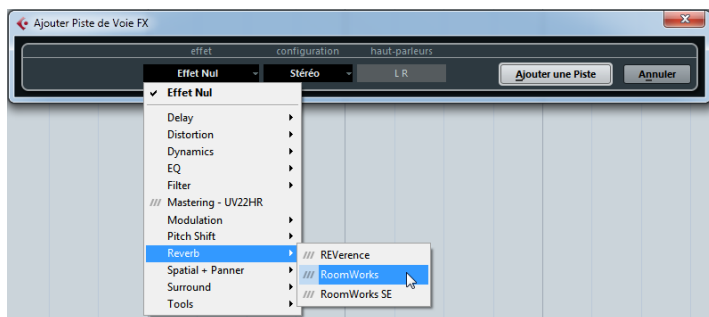 Ajouter Piste de Voie FX
effet configuration haut-parleurs
Effet Nul Stéréo L R Ajouter une Piste Annuler
Effet Nul
Delay
Distortion
Dynamics
EQ
Filter
Mastering - UV22HR
Modulation
Pitch Shift
Reverb
REVerence
Spatial + Panner
RoomWorks
Surround
RoomWorks SE
Tools